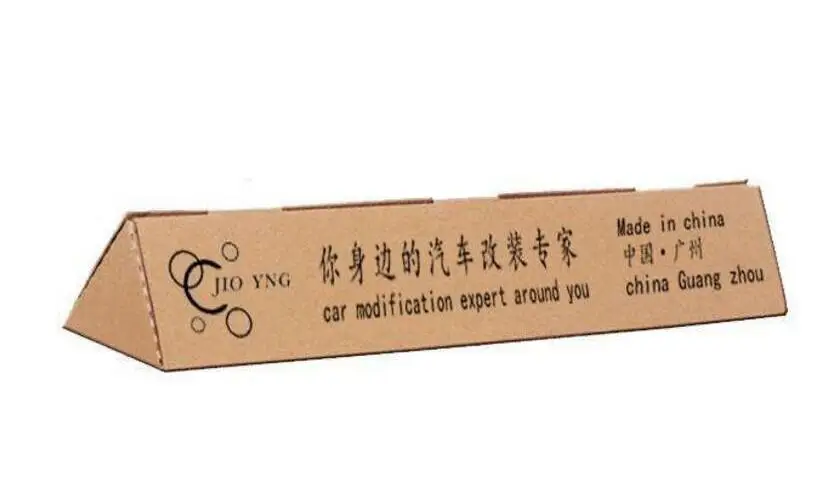 JIO YNG
你身边的汽车改装专家
car modification expert around you
Made in china
中国·广州
china Guang zhou